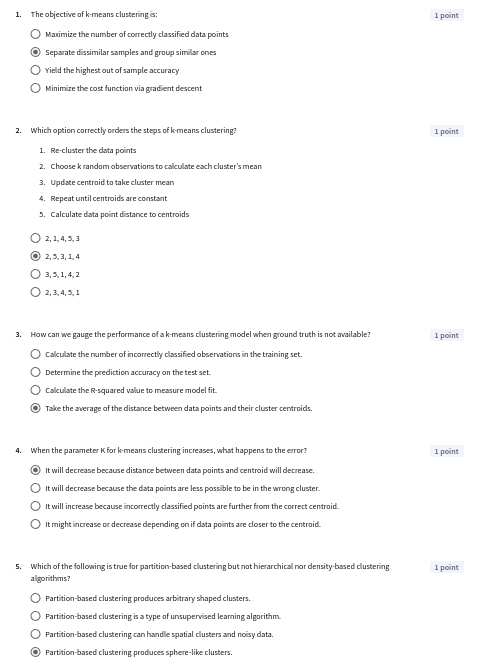 1. The objective of k-means clustering is: 1 point
Maximize the number of correctly classified data points
Separate dissimilar samples and group similar ones
Yield the highest out of sample accuracy
Minimize the cost function via gradient descent
2. Which option correctly orders the steps of k-means clustering? 1 point
1. Re-cluster the data points
2. Choose k random observations to calculate each cluster's mean
3. Update centroid to take cluster mean
4. Repeat until centroids are constant
5. Calculate data point distance to centroids
2, 1, 4, 5, 3
2, 5, 3, 1, 4
3, 5, 1, 4, 2
2, 3, 4, 5, 1
3. How can we gauge the performance of a k-means clustering model when ground truth is not available? 1 point
Calculate the number of incorrectly classified observations in the training set.
Determine the prediction accuracy on the test set.
Calculate the R-squared value to measure model fit.
Take the average of the distance between data points and their cluster centroids.
4. When the parameter K for k-means clustering increases, what happens to the error? 1 point
It will decrease because distance between data points and centroid will decrease.
It will decrease because the data points are less possible to be in the wrong cluster.
It will increase because incorrectly classified points are further from the correct centroid.
It might increase or decrease depending on if data points are closer to the centroid.
5. Which of the following is true for partition-based clustering but not hierarchical nor density-based clustering 1 point
algorithms?
Partition-based clustering produces arbitrary shaped clusters.
Partition-based clustering is a type of unsupervised learning algorithm.
Partition-based clustering can handle spatial clusters and noisy data.
Partition-based clustering produces sphere-like clusters.